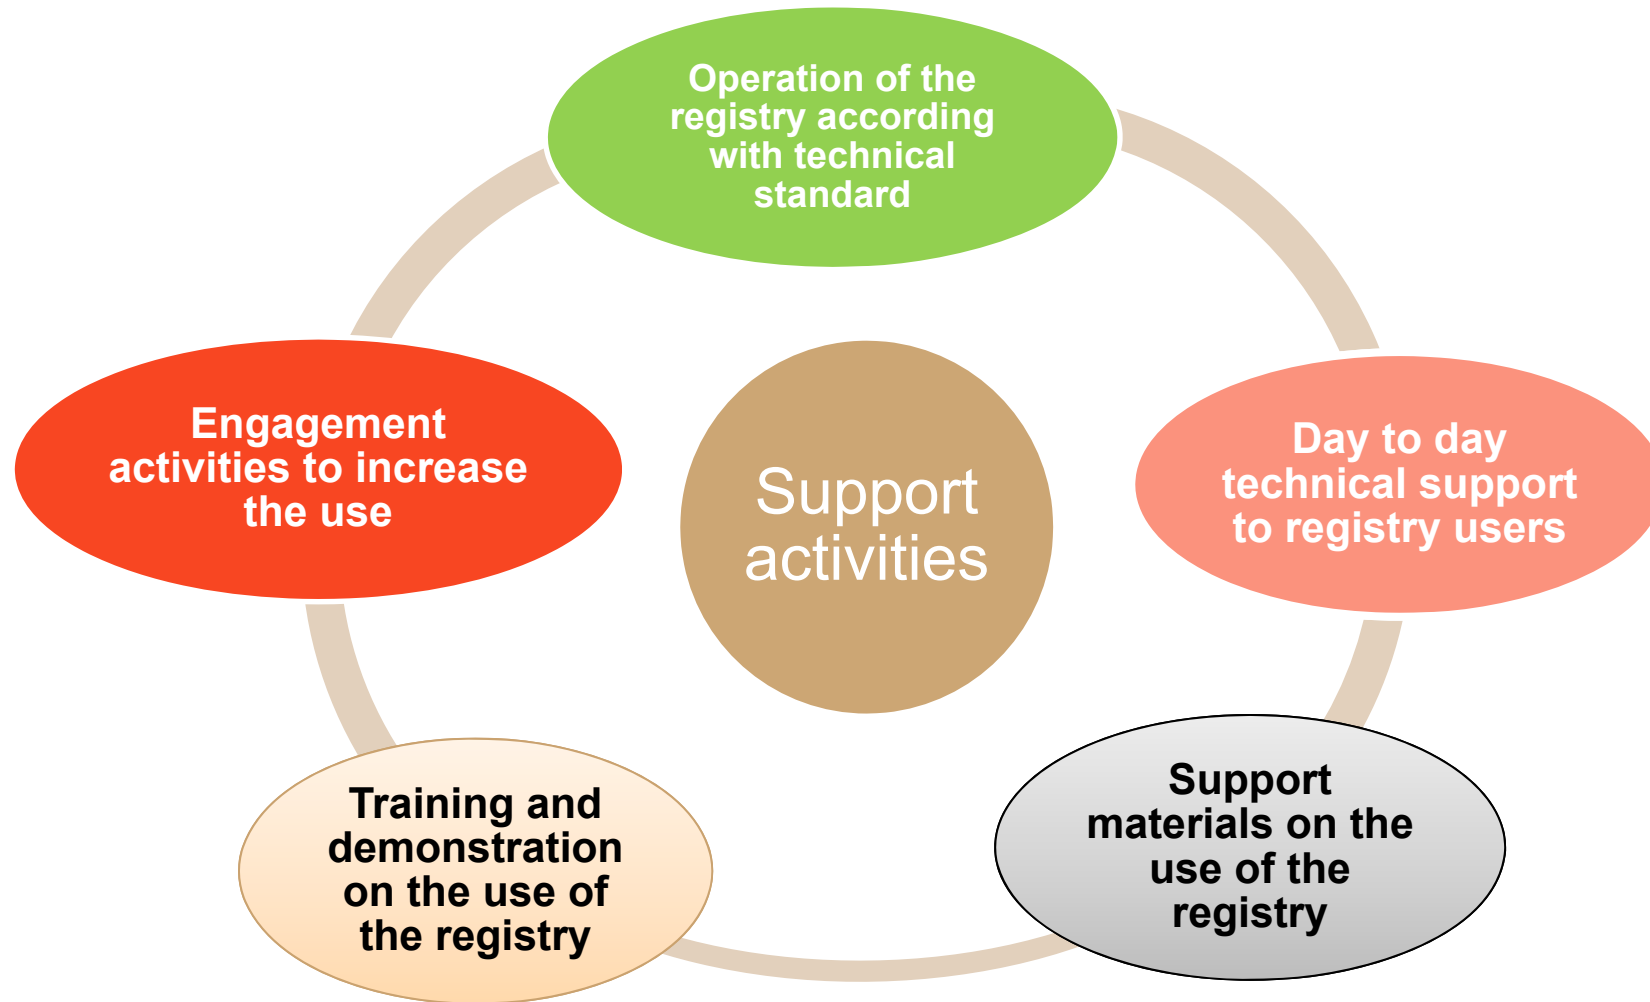 Operation of the
registry according
with technical
standard
Engagement
activities to increase
the use
Day to day
technical support
to registry users
Support
activities
Training and
demonstration
on the use of
the registry
Support
materials on the
use of the
registry